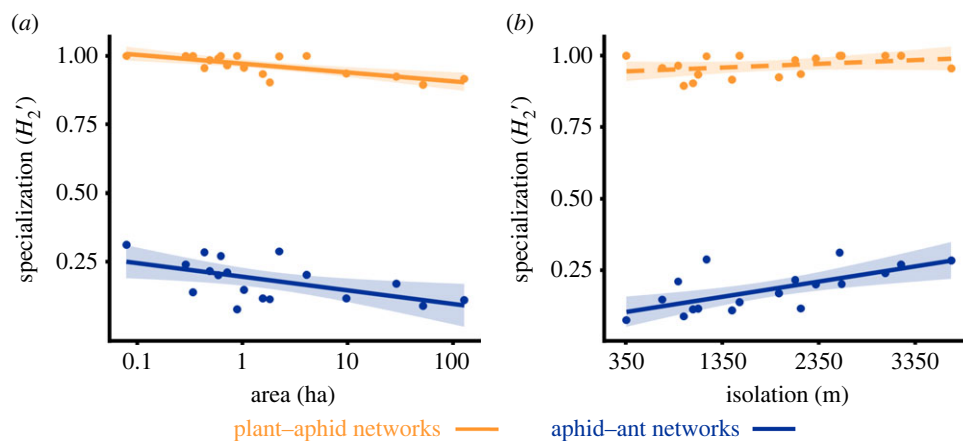 (a)
(b)
specialization (H2′)
1.00
0.75
0.50
0.25
0.1
1
10
100
area (ha)
specialization (H2′)
1.00
0.75
0.50
0.25
350
1350
2350
3350
isolation (m)
plant–aphid networks
aphid–ant networks